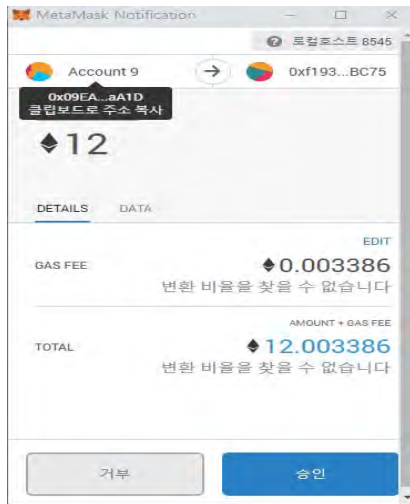 MetaMask Notification
로컬호스트 8545
Account 9
0xf193...BC75
0x09EA...aA1D
클립보드로 주소 복사
12
DETAILS DATA
EDIT
GAS FEE 0.003386
변환 비율을 찾을 수 없습니다
AMOUNT + GAS FEE
TOTAL 12.003386
변환 비율을 찾을 수 없습니다
거부 승인